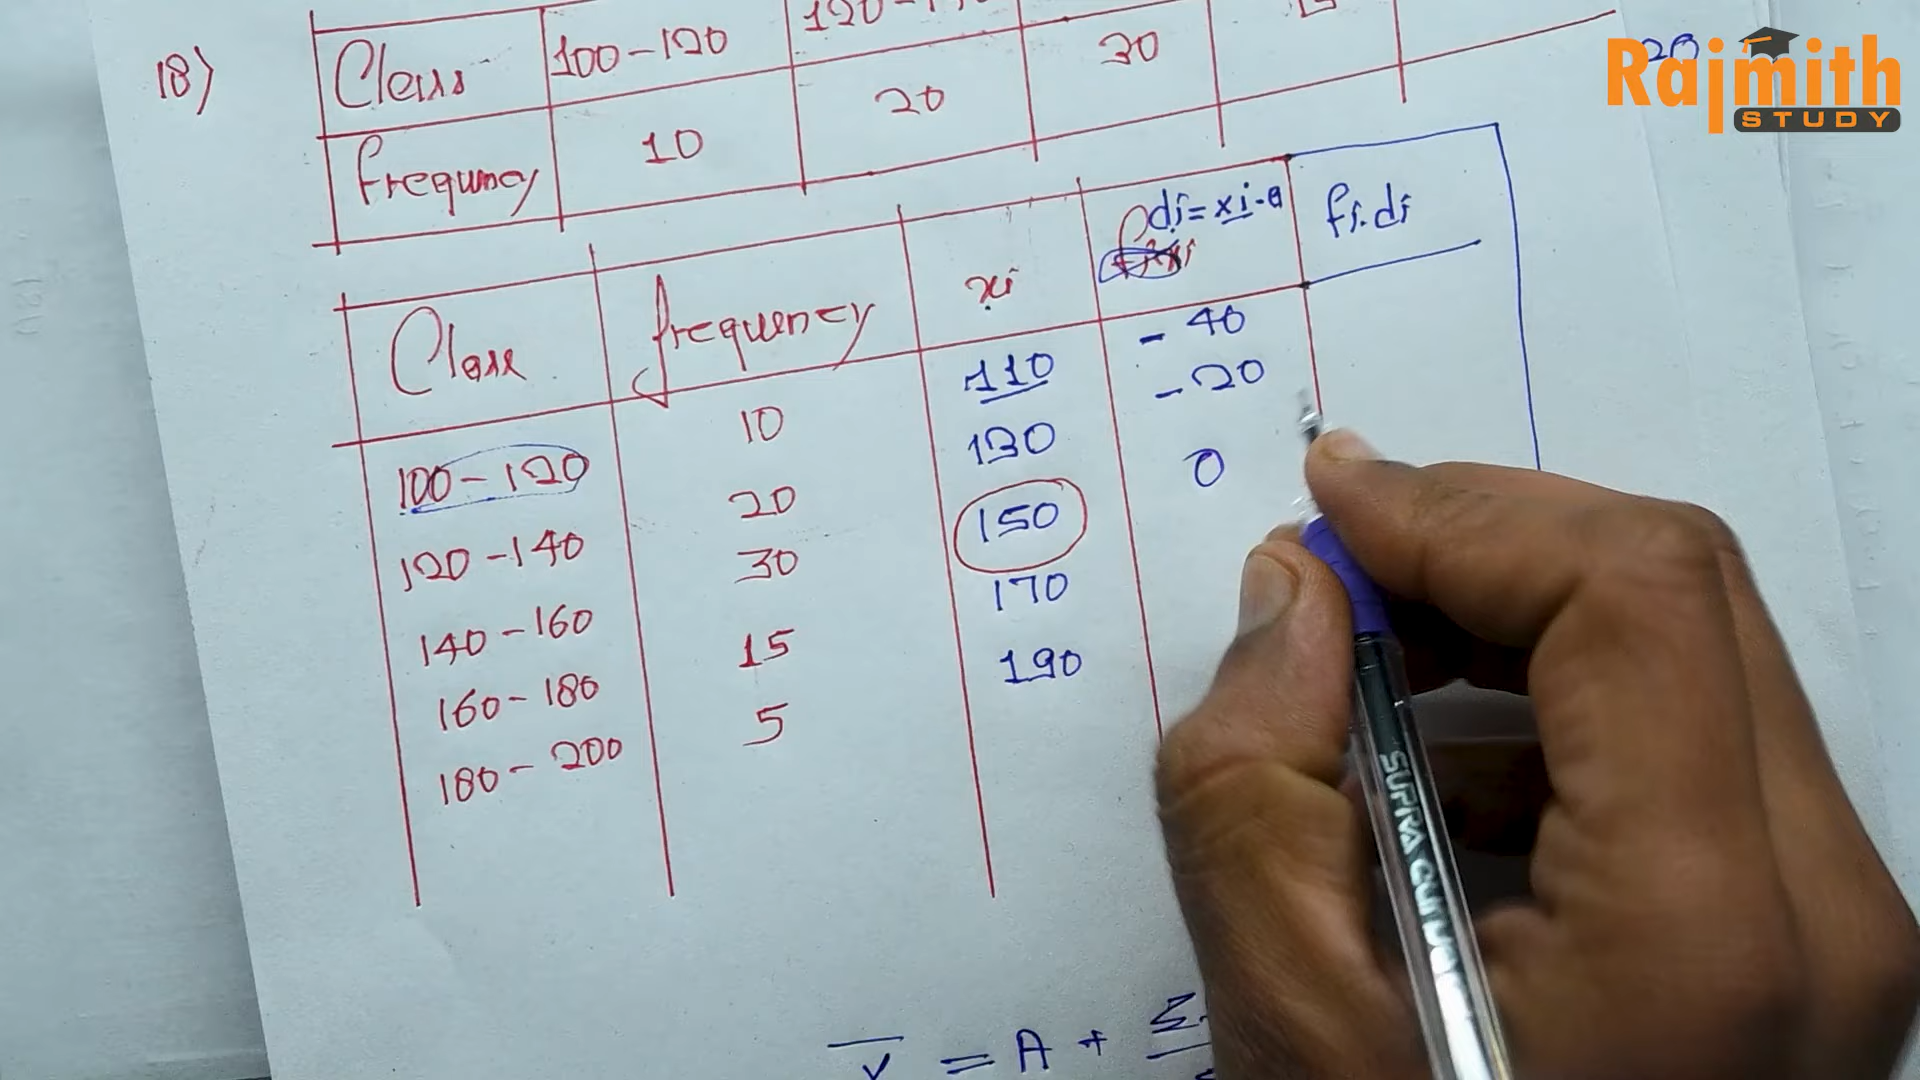 18)
Class 100-120 30
frequncy 10 20
20
Rajmith
STUDY
Class frequency xi di=xi-a fi.di
100-120 10 110 -40
120-140 20 130 -20
140-160 30 150 0
160-180 15 170
180-200 5 190
= A + Σ
SUPRA